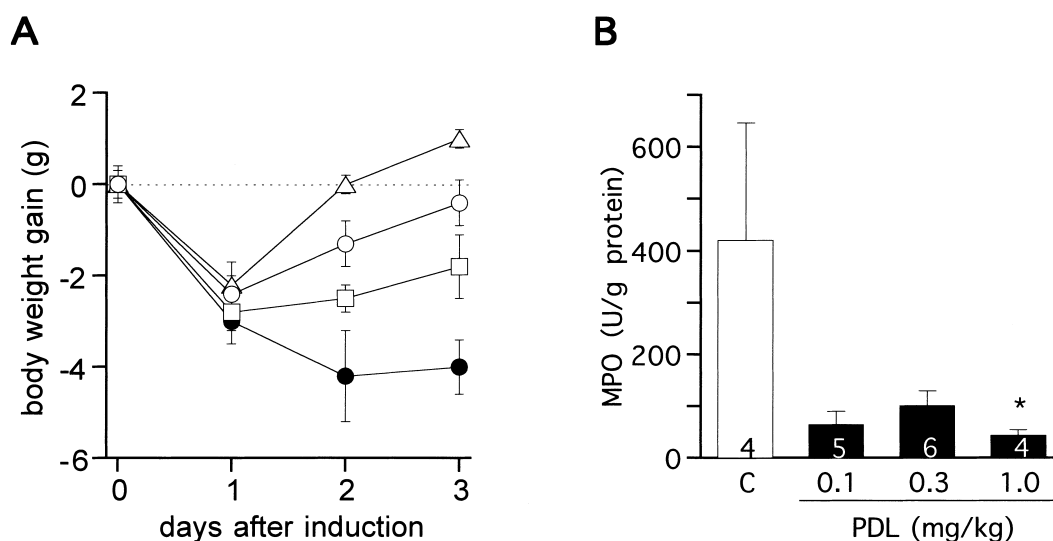 A
body weight gain (g)
2
0
-2
-4
-6
0 1 2 3
days after induction
B
MPO (U/g protein)
600
400
200
0
*
4 5 6 4
C 0.1 0.3 1.0
PDL (mg/kg)